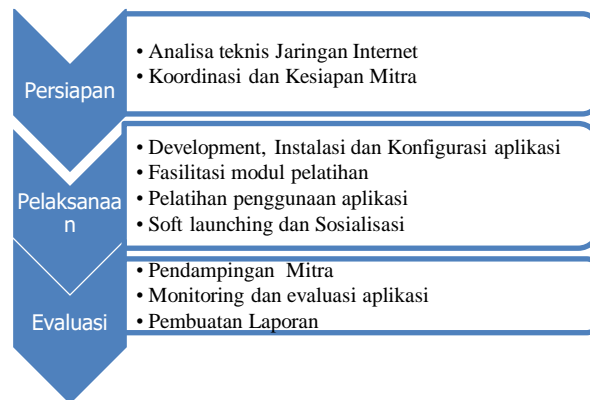 Persiapan
• Analisa teknis Jaringan Internet
• Koordinasi dan Kesiapan Mitra
Pelaksanaa
n
• Development, Instalasi dan Konfigurasi aplikasi
• Fasilitasi modul pelatihan
• Pelatihan penggunaan aplikasi
• Soft launching dan Sosialisasi
Evaluasi
• Pendampingan Mitra
• Monitoring dan evaluasi aplikasi
• Pembuatan Laporan